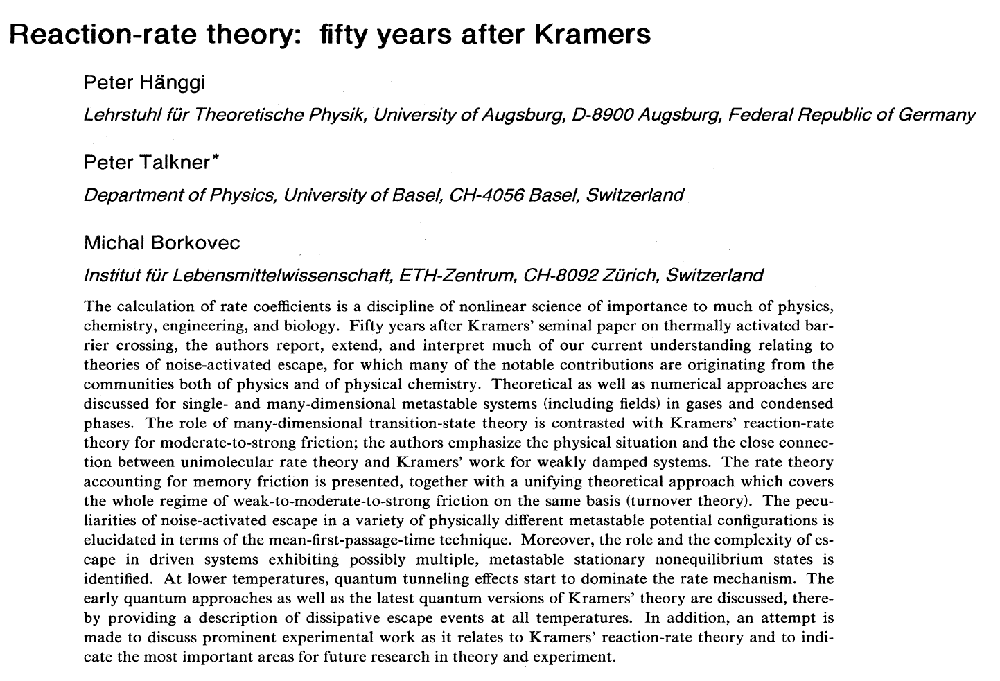 Reaction-rate theory: fifty years after Kramers
Peter Hänggi
Lehrstuhl für Theoretische Physik, University of Augsburg, D-8900 Augsburg, Federal Republic of Germany
Peter Talkner*
Department of Physics, University of Basel, CH-4056 Basel, Switzerland
Michal Borkovec
Institut für Lebensmittelwissenschaft, ETH-Zentrum, CH-8092 Zürich, Switzerland
The calculation of rate coefficients is a discipline of nonlinear science of importance to much of physics,
chemistry, engineering, and biology. Fifty years after Kramers' seminal paper on thermally activated bar-
rier crossing, the authors report, extend, and interpret much of our current understanding relating to
theories of noise-activated escape, for which many of the notable contributions are originating from the
communities both of physics and of physical chemistry. Theoretical as well as numerical approaches are
discussed for single- and many-dimensional metastable systems (including fields) in gases and condensed
phases. The role of many-dimensional transition-state theory is contrasted with Kramers' reaction-rate
theory for moderate-to-strong friction; the authors emphasize the physical situation and the close connec-
tion between unimolecular rate theory and Kramers' work for weakly damped systems. The rate theory
accounting for memory friction is presented, together with a unifying theoretical approach which covers
the whole regime of weak-to-moderate-to-strong friction on the same basis (turnover theory). The pecu-
liarities of noise-activated escape in a variety of physically different metastable potential configurations is
elucidated in terms of the mean-first-passage-time technique. Moreover, the role and the complexity of es-
cape in driven systems exhibiting possibly multiple, metastable stationary nonequilibrium states is
identified. At lower temperatures, quantum tunneling effects start to dominate the rate mechanism. The
early quantum approaches as well as the latest quantum versions of Kramers' theory are discussed, there-
by providing a description of dissipative escape events at all temperatures. In addition, an attempt is
made to discuss prominent experimental work as it relates to Kramers' reaction-rate theory and to indi-
cate the most important areas for future research in theory and experiment.